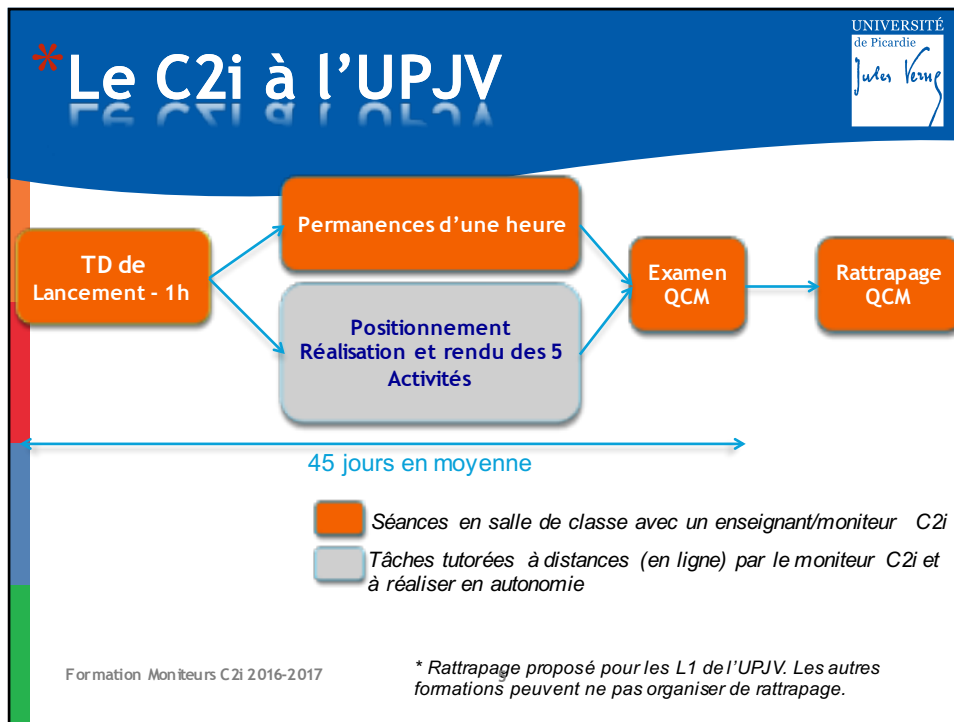 * Le C2i à l'UPJV
UNIVERSITÉ
de Picardie
Jules Verne
Permanences d'une heure
TD de
Lancement - 1h
Examen
QCM
Rattrapage
QCM
Positionnement
Réalisation et rendu des 5
Activités
45 jours en moyenne
Séances en salle de classe avec un enseignant/moniteur C2i
Tâches tutorées à distances (en ligne) par le moniteur C2i et
à réaliser en autonomie
Formation Moniteurs C2i 2016-2017
* Rattrapage proposé pour les L1 de l'UPJV. Les autres
formations peuvent ne pas organiser de rattrapage.